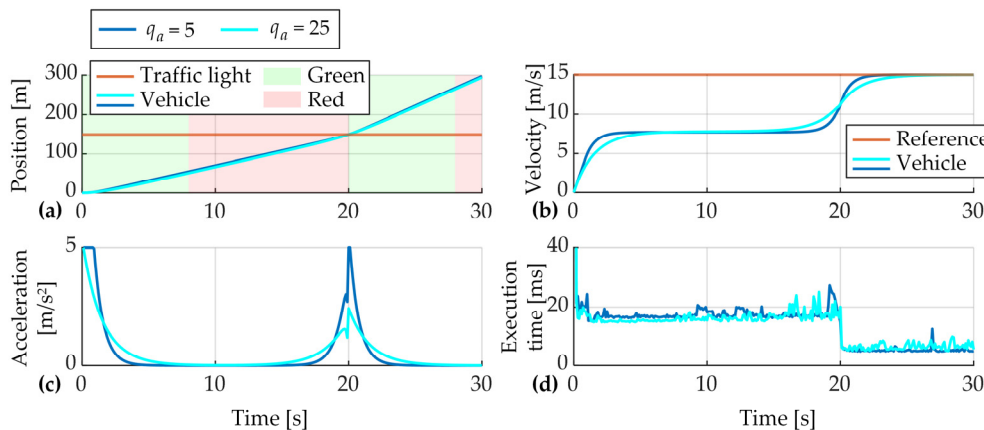 qa = 5 qa = 25
Traffic light Green
Vehicle Red
Position [m]
300
200
100
0
(a)
0 10 20 30
Velocity [m/s]
15
10
5
0
Reference
Vehicle
(b)
0 10 20 30
Acceleration
[m/s²]
5
0
(c)
0 10 20 30
Time [s]
Execution
time [ms]
40
20
0
(d)
0 10 20 30
Time [s]